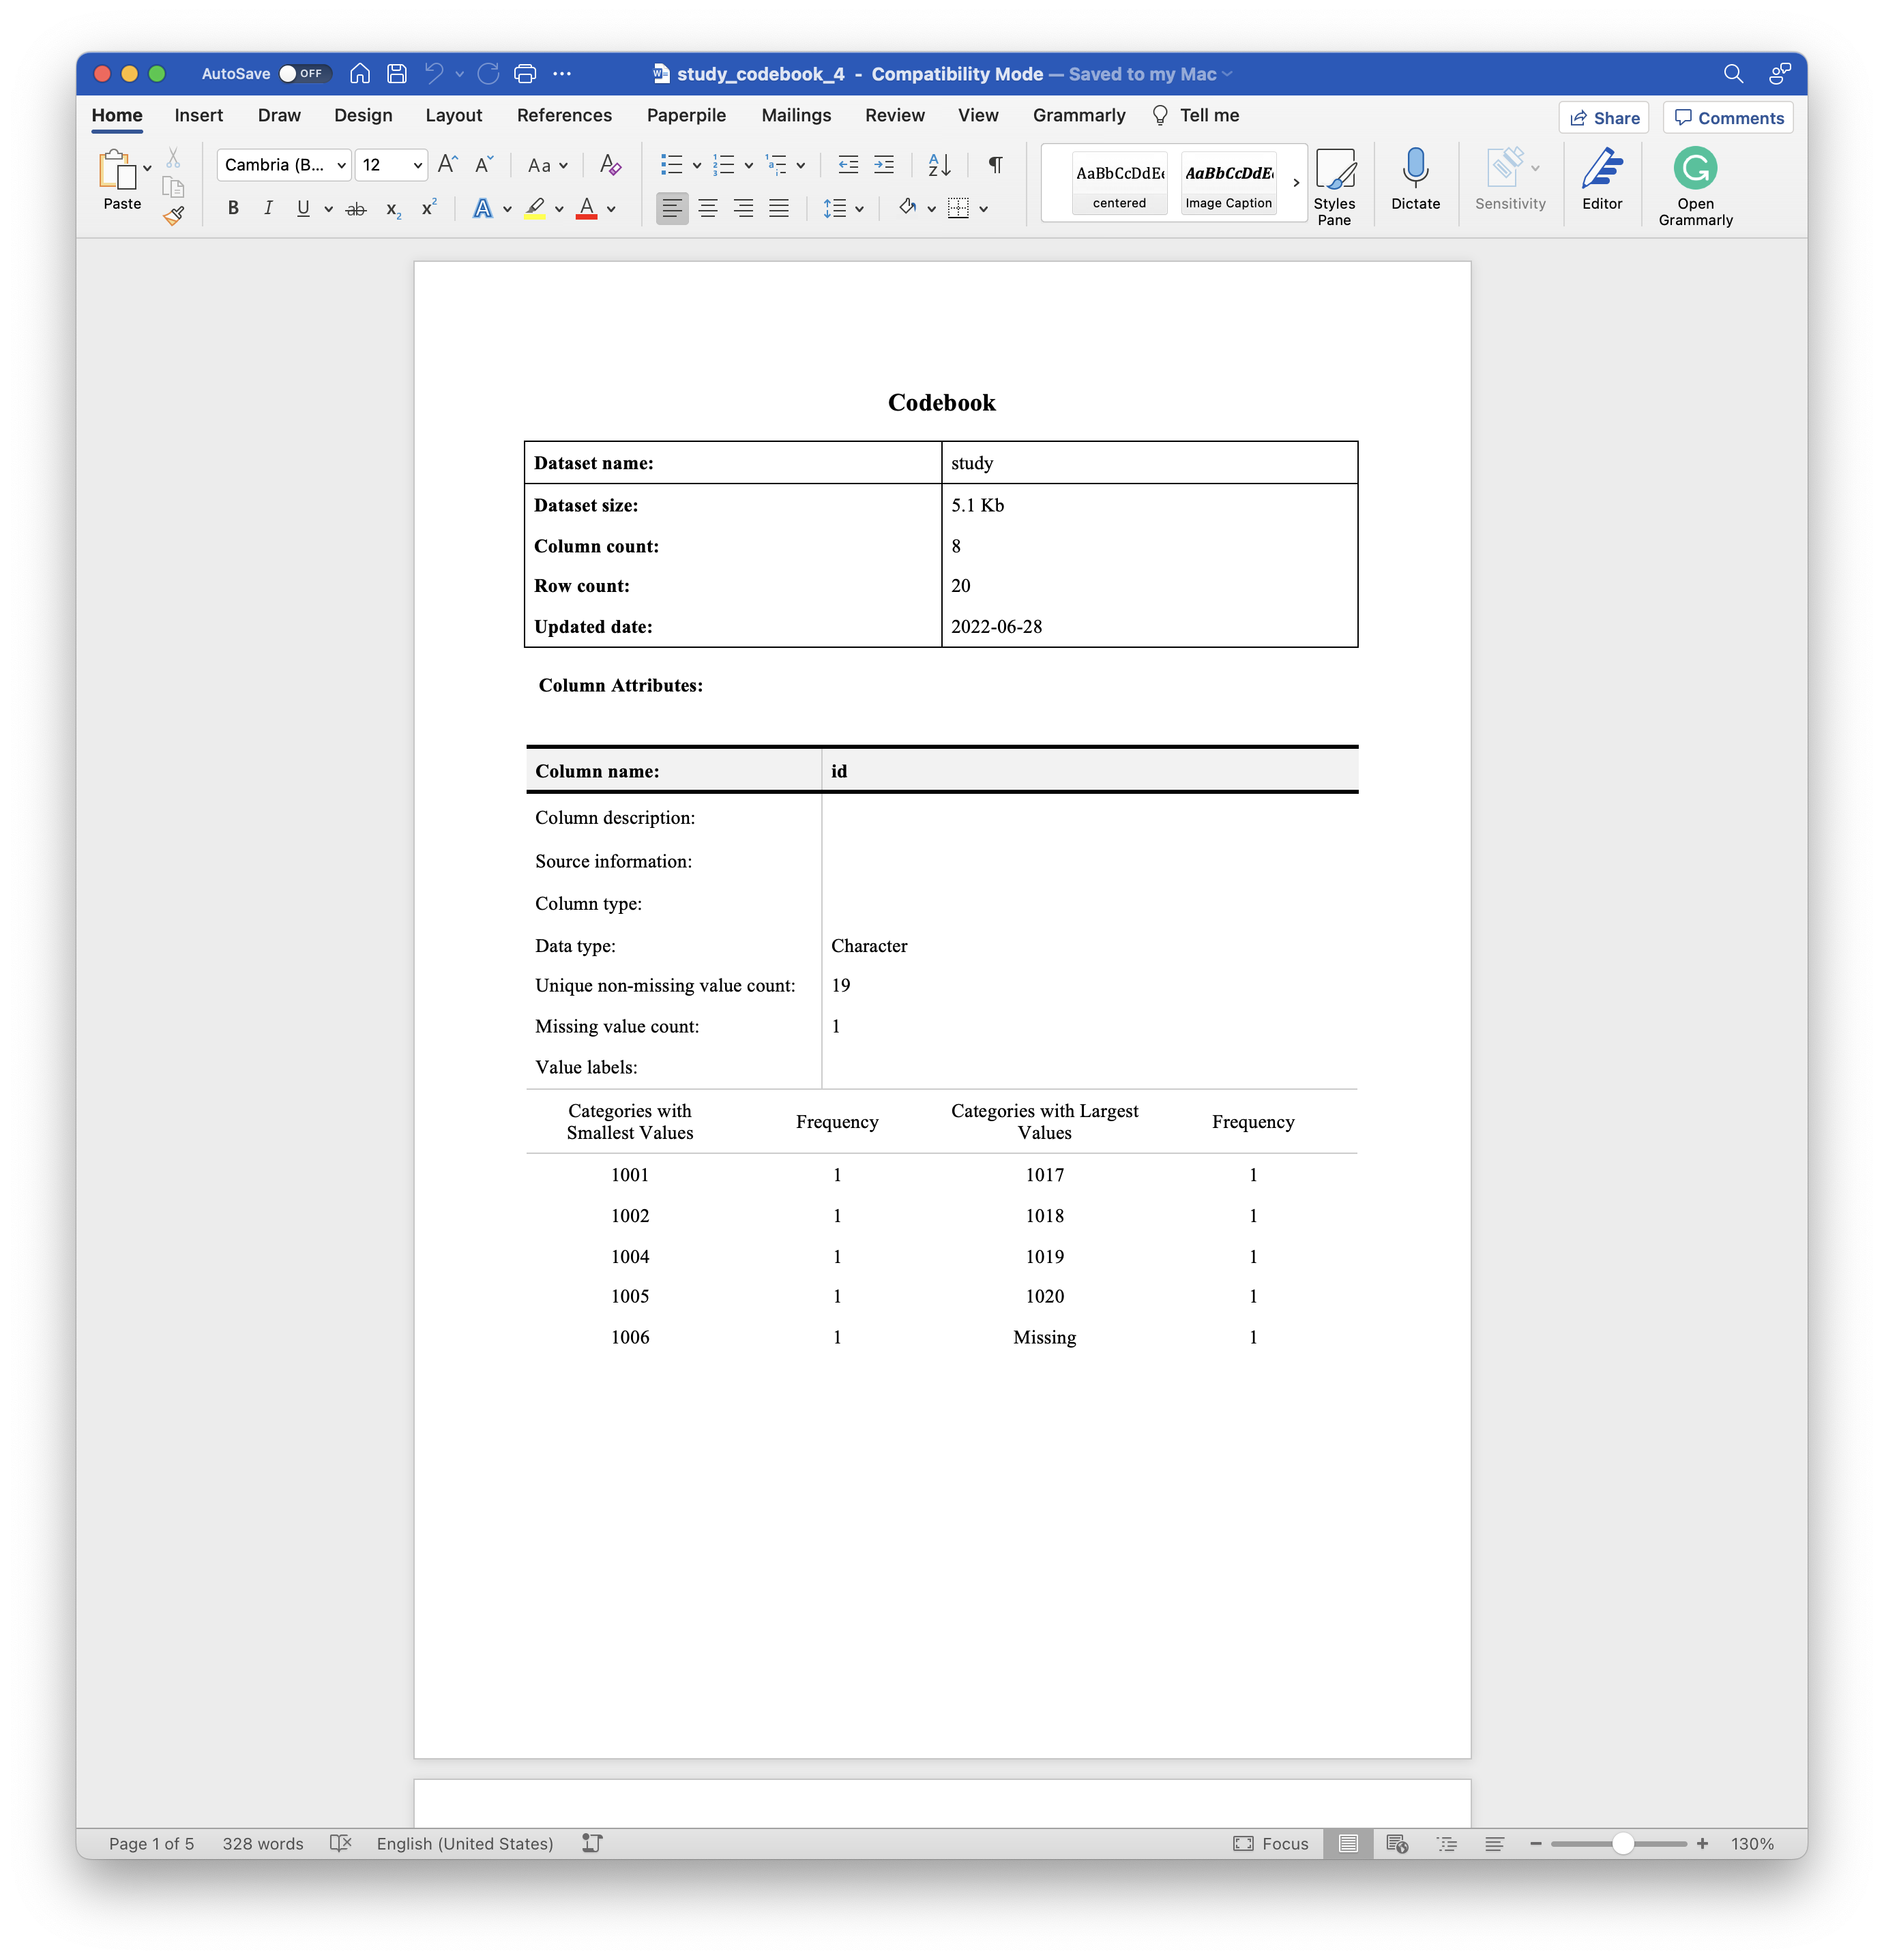 AutoSave OFF study_codebook_4 - Compatibility Mode — Saved to my Mac
Home Insert Draw Design Layout References Paperpile Mailings Review View Grammarly Tell me Share Comments
Paste
Cambria (B... 12 Aa
B I U ab x2 x2 A A
AaBbCcDdEe
centered
AaBbCcDdE
Image Caption
Styles
Pane
Dictate
Sensitivity
Editor
Open
Grammarly
Codebook
Dataset name: study
Dataset size: 5.1 Kb
Column count: 8
Row count: 20
Updated date: 2022-06-28
Column Attributes:
Column name: id
Column description:
Source information:
Column type:
Data type: Character
Unique non-missing value count: 19
Missing value count: 1
Value labels:
Categories with
Smallest Values
Frequency
Categories with Largest
Values
Frequency
1001 1 1017 1
1002 1 1018 1
1004 1 1019 1
1005 1 1020 1
1006 1 Missing 1
Page 1 of 5 328 words English (United States) Focus 130%